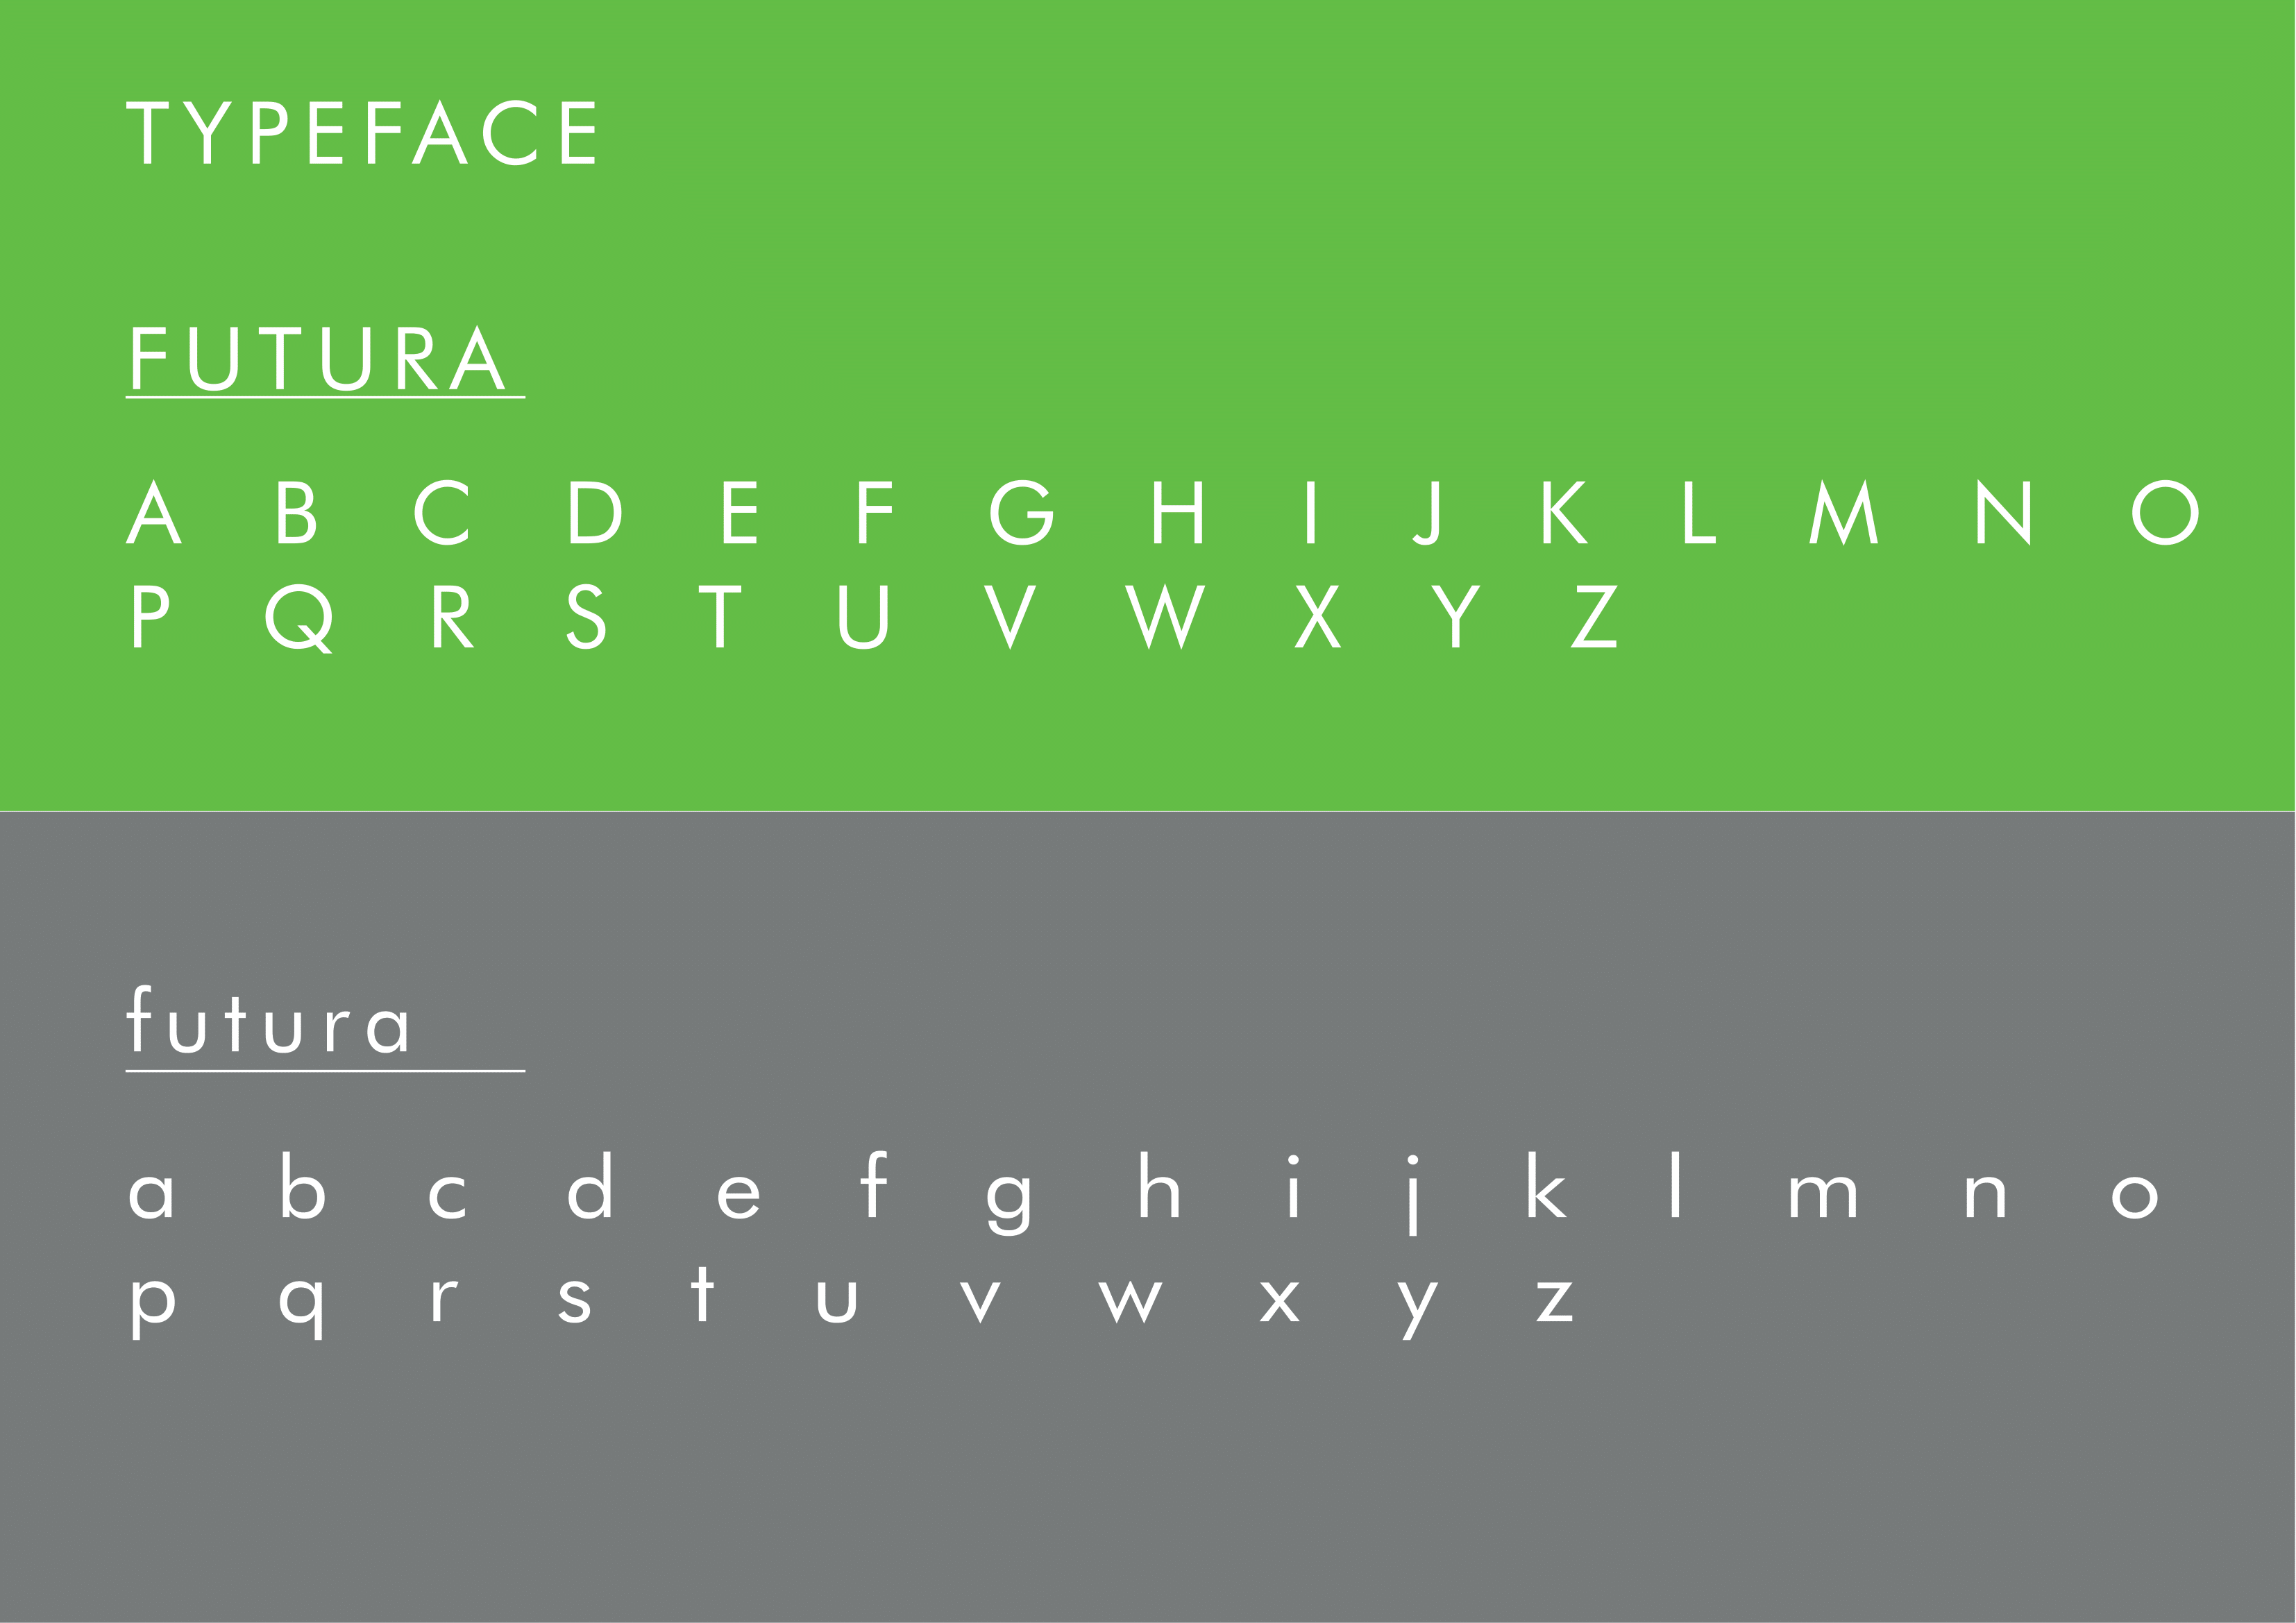 TYPEFACE
FUTURA
A B C D E F G H I J K L M N O
P Q R S T U V W X Y Z
futura
a b c d e f g h i j k l m n o
p q r s t u v w x y z